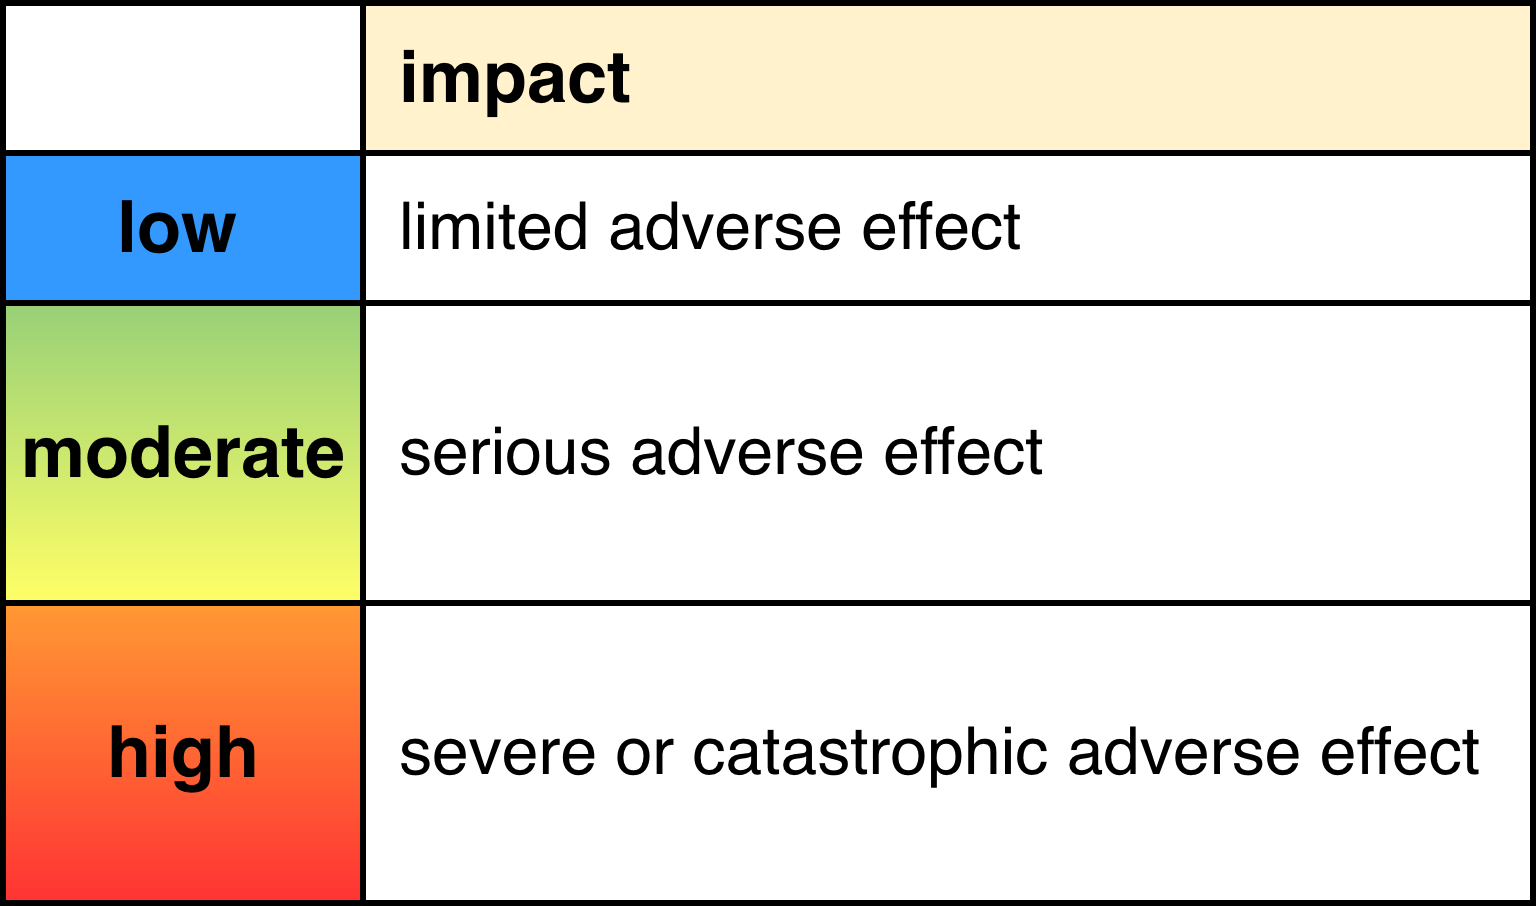 impact
low
limited adverse effect
moderate
serious adverse effect
high
severe or catastrophic adverse effect